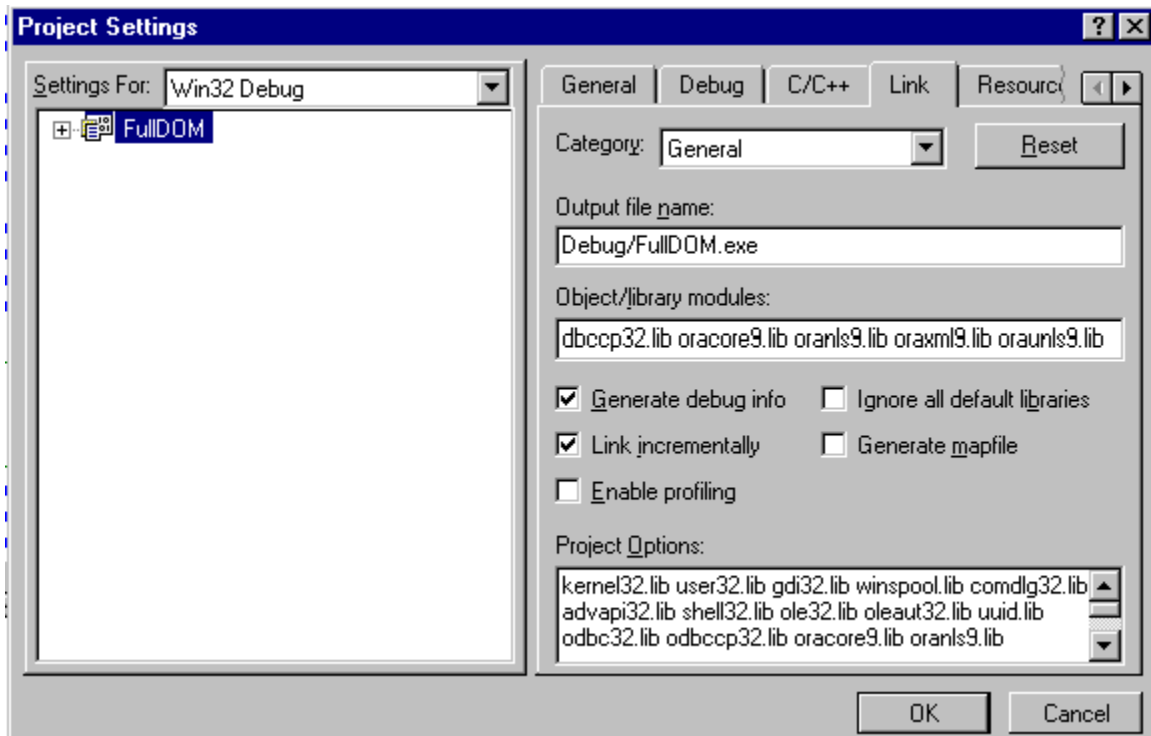 Project Settings
Settings For: Win32 Debug
FullDOM
General Debug C/C++ Link Resourc
Category: General Reset
Output file name:
Debug/FullDOM.exe
Object/library modules:
dbccp32.lib oracore9.lib oranls9.lib oraxml9.lib oraunls9.lib
Generate debug info Ignore all default libraries
Link incrementally Generate mapfile
Enable profiling
Project Options:
kernel32.lib user32.lib gdi32.lib winspool.lib comdlg32.lib
advapi32.lib shell32.lib ole32.lib oleaut32.lib uuid.lib
odbc32.lib odbccp32.lib oracore9.lib oranls9.lib
OK Cancel